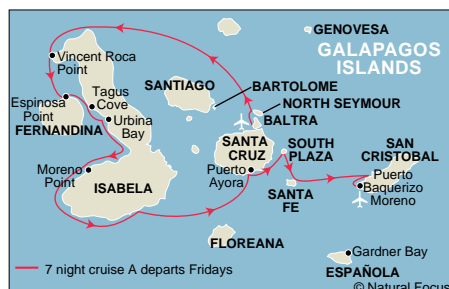 GENOVESA
GALAPAGOS
ISLANDS
Vincent Roca
Point
SANTIAGO
BARTOLOME
Tagus
Cove
Espinosa
Point
NORTH SEYMOUR
BALTRA
FERNANDINA
Urbina
Bay
SANTA
CRUZ
SOUTH
PLAZA
SAN
CRISTOBAL
Moreno
Point
Puerto
Ayora
Puerto
Baquerizo
Moreno
ISABELA
SANTA
FE
FLOREANA
Gardner Bay
7 night cruise A departs Fridays
ESPAÑOLA
© Natural Focus